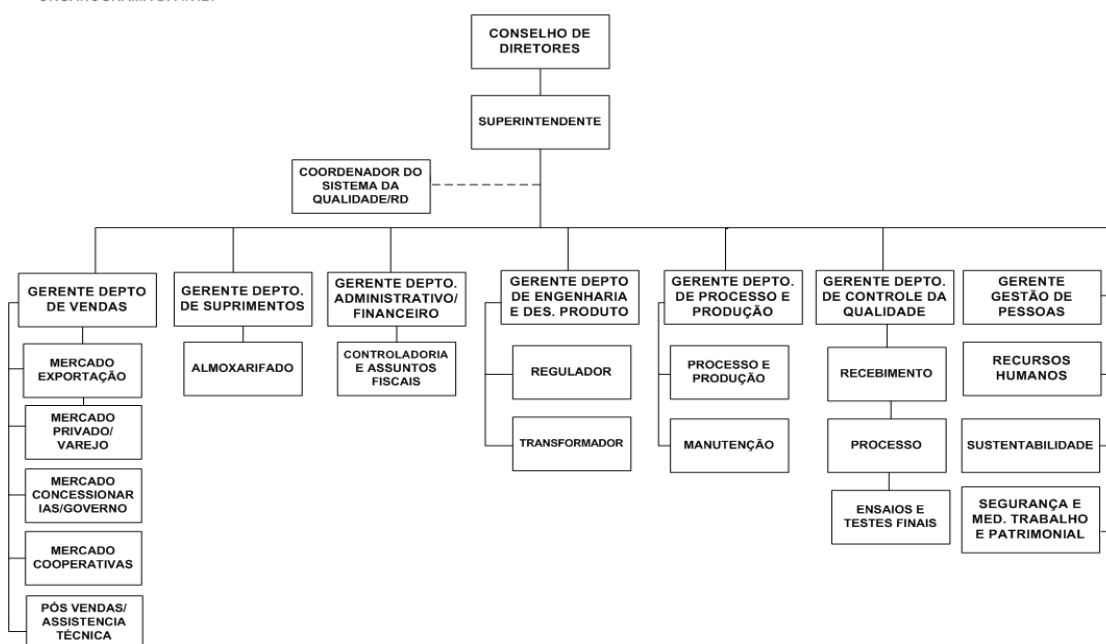 CONSELHO DE
DIRETORES
SUPERINTENDENTE
COORDENADOR DO
SISTEMA DA
QUALIDADE/RD
GERENTE DEPTO
DE VENDAS
GERENTE DEPTO.
DE SUPRIMENTOS
GERENTE DEPTO.
ADMINISTRATIVO/
FINANCEIRO
GERENTE DEPTO
DE ENGENHARIA
E DES. PRODUTO
GERENTE DEPTO.
DE PROCESSO E
PRODUÇÃO
GERENTE DEPTO.
DE CONTROLE DA
QUALIDADE
GERENTE
GESTÃO DE
PESSOAS
MERCADO
EXPORTAÇÃO
ALMOXARIFADO
CONTROLADORIA
E ASSUNTOS
FISCAIS
REGULADOR
PROCESSO E
PRODUÇÃO
RECEBIMENTO
RECURSOS
HUMANOS
MERCADO
PRIVADO/
VAREJO
TRANSFORMADOR
MANUTENÇÃO
PROCESSO
SUSTENTABILIDADE
MERCADO
CONCESSIONAR
IAS/GOVERNO
ENSAIOS E
TESTES FINAIS
SEGURANÇA E
MED. TRABALHO
E PATRIMONIAL
MERCADO
COOPERATIVAS
PÓS VENDAS/
ASSISTENCIA
TÉCNICA